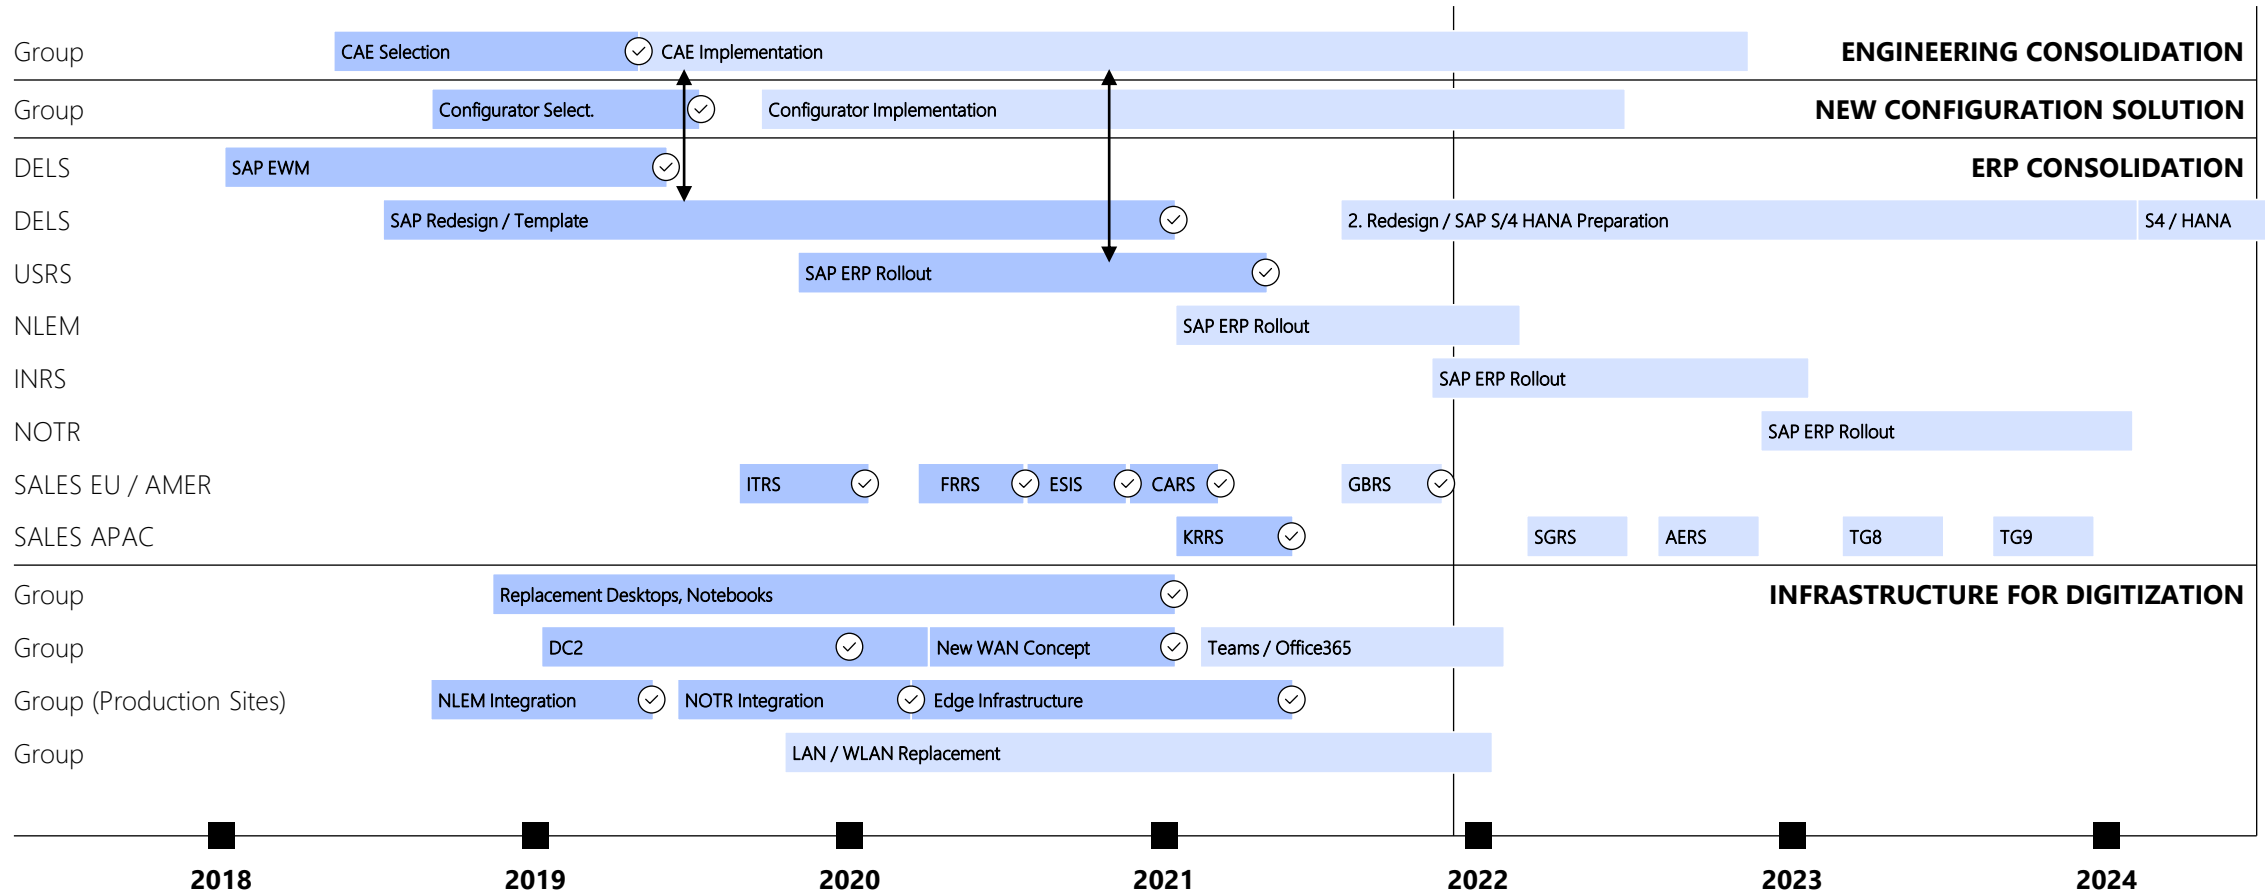 Group CAE Selection CAE Implementation ENGINEERING CONSOLIDATION
Group Configurator Select. Configurator Implementation NEW CONFIGURATION SOLUTION
DELS SAP EWM ERP CONSOLIDATION
DELS SAP Redesign / Template 2. Redesign / SAP S/4 HANA Preparation S4 / HANA
USRS SAP ERP Rollout
NLEM SAP ERP Rollout
INRS SAP ERP Rollout
NOTR SAP ERP Rollout
SALES EU / AMER ITRS FRRS ESIS CARS GBRS
SALES APAC KRRS SGRS AERS TG8 TG9
Group Replacement Desktops, Notebooks INFRASTRUCTURE FOR DIGITIZATION
Group DC2 New WAN Concept Teams / Office365
Group (Production Sites) NLEM Integration NOTR Integration Edge Infrastructure
Group LAN / WLAN Replacement
2018 2019 2020 2021 2022 2023 2024